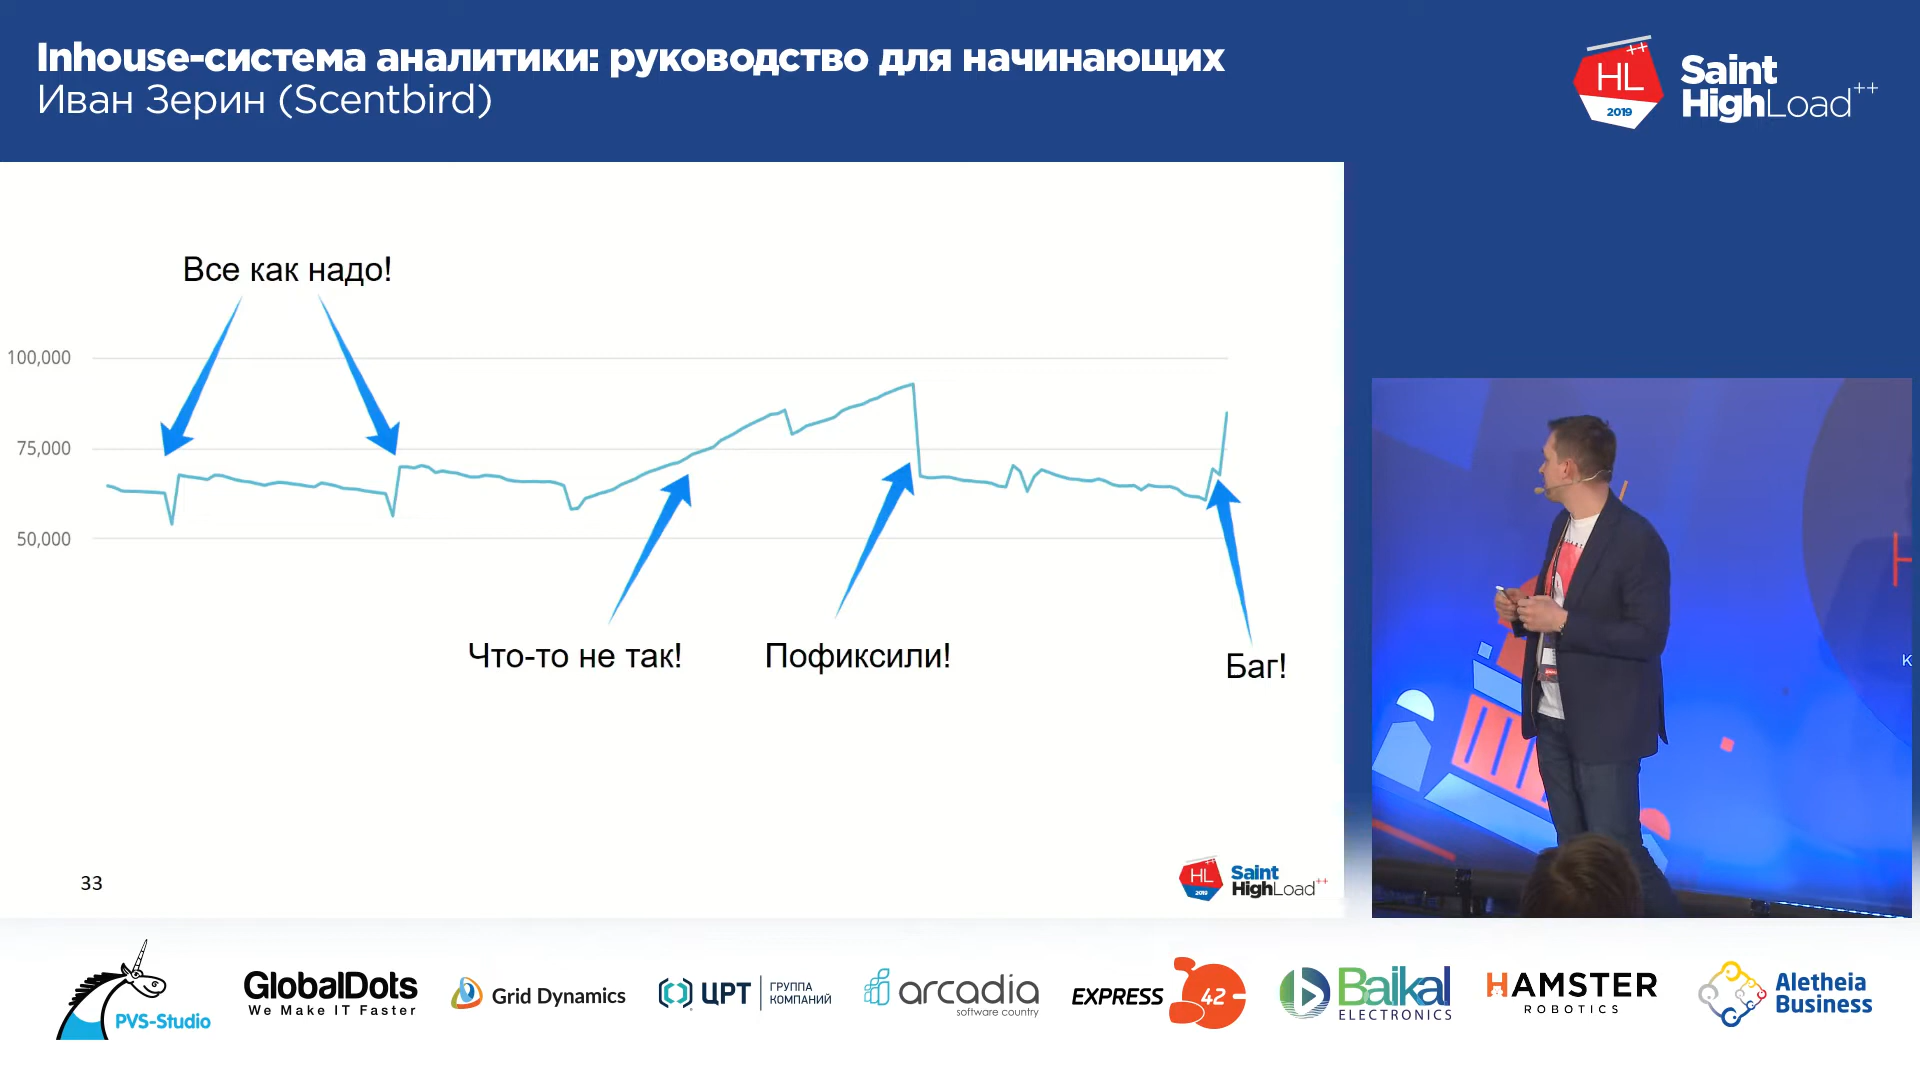 Inhouse-система аналитики: руководство для начинающих
Иван Зерин (Scentbird)
HL++
2019
Saint
HighLoad++
Все как надо!
100,000
75,000
50,000
Что-то не так!
Пофиксили!
Баг!
33
HL++
2019
Saint
HighLoad++
PVS-Studio
GlobalDots
We Make IT Faster
Grid Dynamics
ЦРТ
ГРУППА
КОМПАНИЙ
arcadia
software country
EXPRESS 42
Baikal
ELECTRONICS
HAMSTER
ROBOTICS
Aletheia
Business